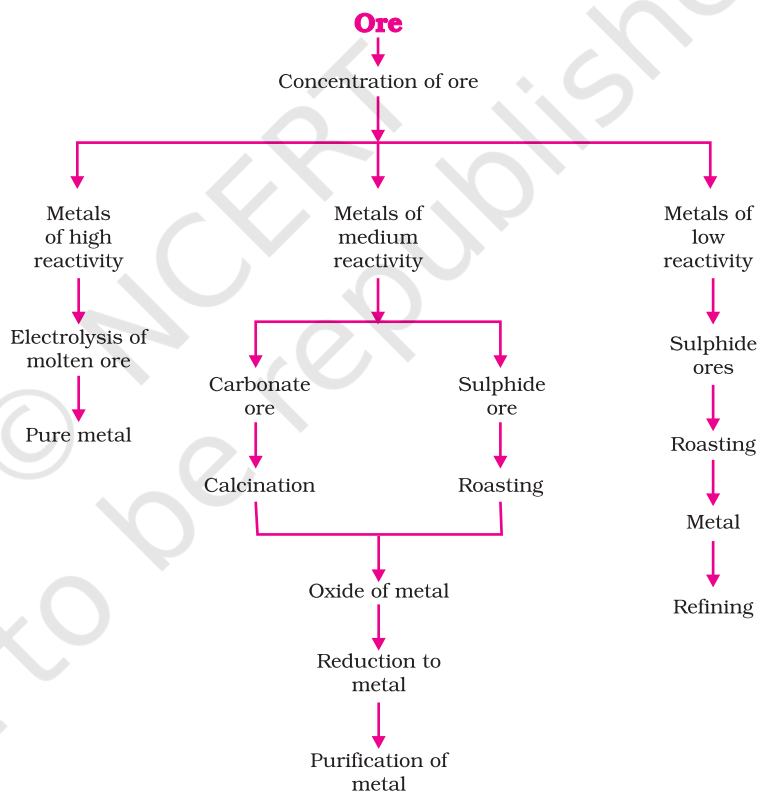 Ore
Concentration of ore
Metals
of high
reactivity
Electrolysis of
molten ore
Pure metal
Metals of
medium
reactivity
Carbonate
ore
Calcination
Sulphide
ore
Roasting
Oxide of metal
Reduction to
metal
Purification of
metal
Metals of
low
reactivity
Sulphide
ores
Roasting
Metal
Refining
© NCERT
to be republished